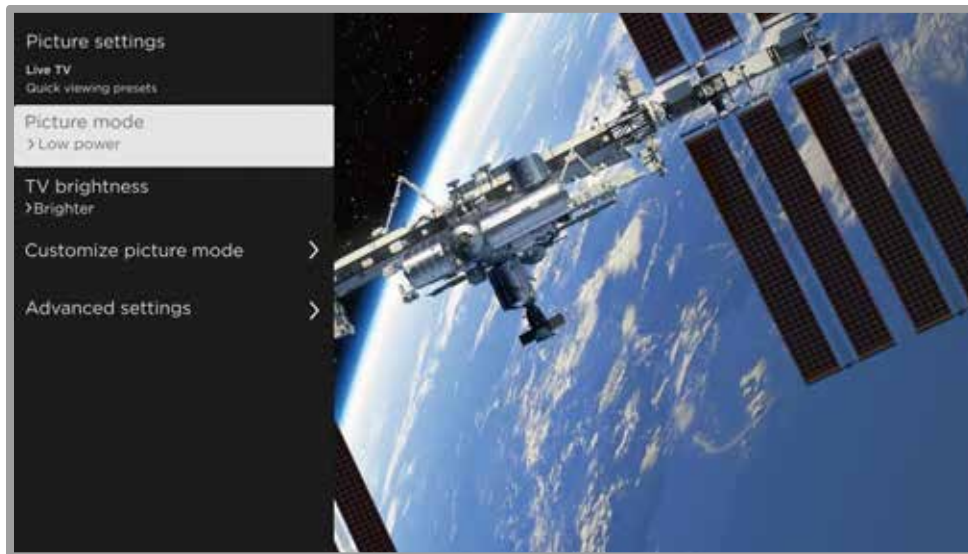 Picture settings
Live TV
Quick viewing presets
Picture mode
>Low power
TV brightness
>Brighter
Customize picture mode >
Advanced settings >